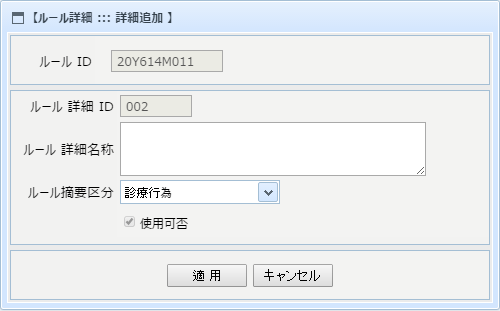 【ルール詳細 ::: 詳細追加 】
ルール ID 20Y614M011
ルール 詳細 ID 002
ルール 詳細名称
ルール摘要区分 診療行為
使用可否
適 用 キャンセル